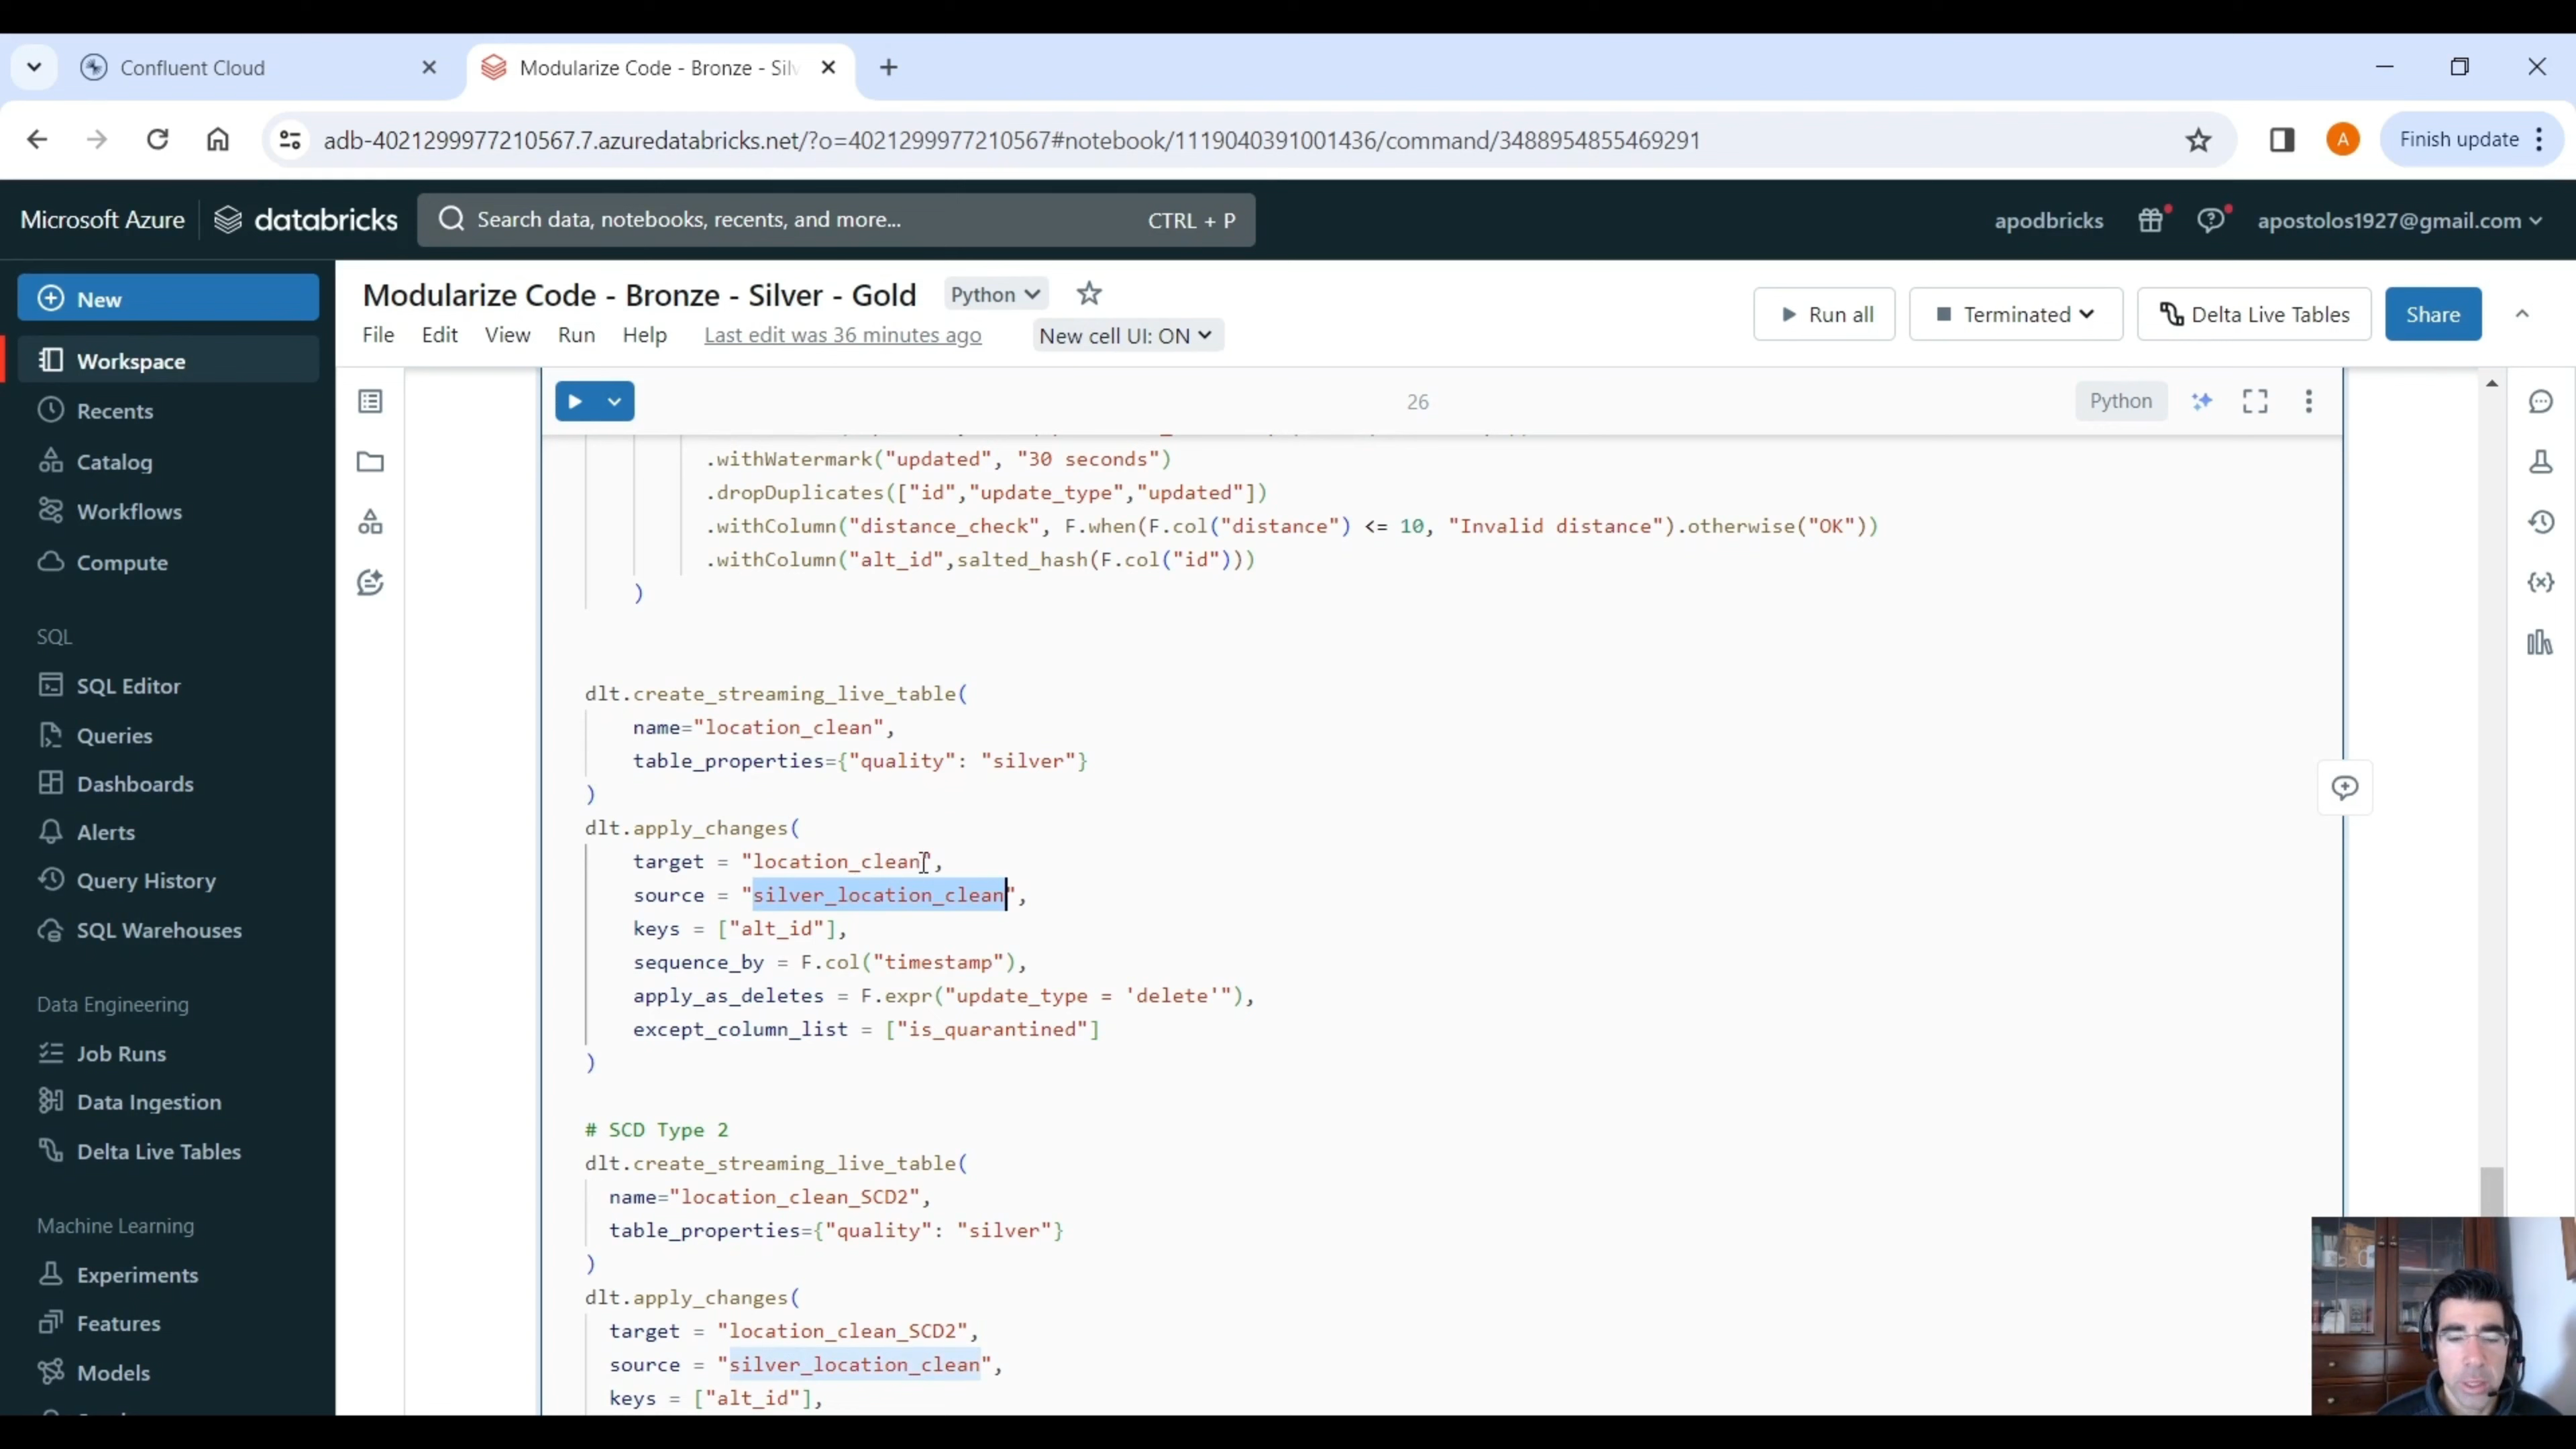 Confluent Cloud
Modularize Code - Bronze - Silv
adb-4021299977210567.7.azuredatabricks.net/?o=4021299977210567#notebook/1119040391001436/command/3488954855469291
A
Finish update
Microsoft Azure
databricks
Search data, notebooks, recents, and more...
CTRL + P
apodbricks
apostolos1927@gmail.com
New
Workspace
Recents
Catalog
Workflows
Compute
SQL
SQL Editor
Queries
Dashboards
Alerts
Query History
SQL Warehouses
Data Engineering
Job Runs
Data Ingestion
Delta Live Tables
Machine Learning
Experiments
Features
Models
Modularize Code - Bronze - Silver - Gold
Python
File Edit View Run Help Last edit was 36 minutes ago New cell UI: ON
Run all
Terminated
Delta Live Tables
Share
26
Python
.withWatermark("updated", "30 seconds")
.dropDuplicates(["id","update_type","updated"])
.withColumn("distance_check", F.when(F.col("distance") <= 10, "Invalid distance").otherwise("OK"))
.withColumn("alt_id",salted_hash(F.col("id")))
)
dlt.create_streaming_live_table(
name="location_clean",
table_properties={"quality": "silver"}
)
dlt.apply_changes(
target = "location_clean",
source = "silver_location_clean",
keys = ["alt_id"],
sequence_by = F.col("timestamp"),
apply_as_deletes = F.expr("update_type = 'delete'"),
except_column_list = ["is_quarantined"]
)
# SCD Type 2
dlt.create_streaming_live_table(
name="location_clean_SCD2",
table_properties={"quality": "silver"}
)
dlt.apply_changes(
target = "location_clean_SCD2",
source = "silver_location_clean",
keys = ["alt_id"],